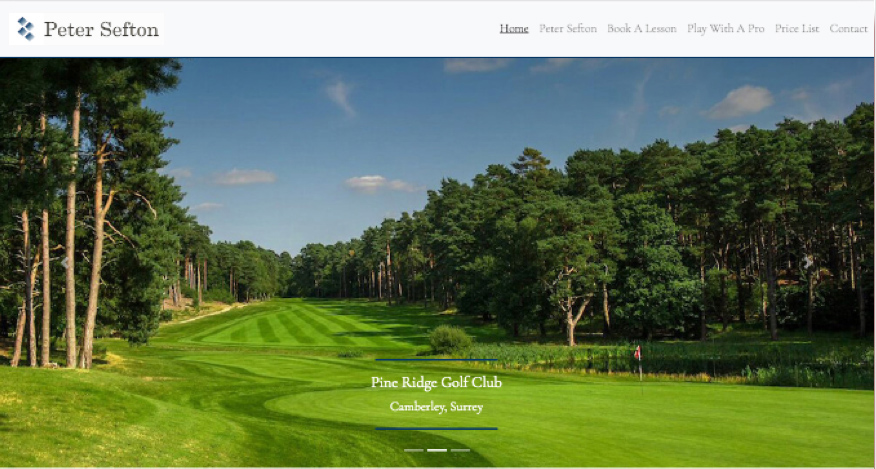 Peter Sefton
Home Peter Sefton Book A Lesson Play With A Pro Price List Contact
Pine Ridge Golf Club
Camberley, Surrey